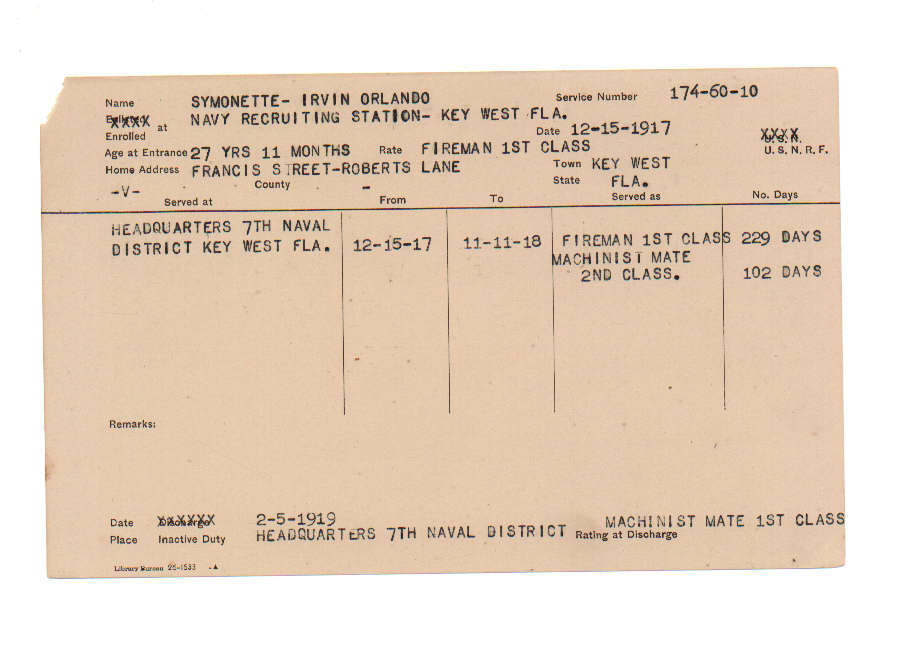 Name SYMONETTE- IRVIN ORLANDO Service Number 174-60-10
Enlisted XXXX at NAVY RECRUITING STATION- KEY WEST FLA.
Enrolled Date 12-15-1917 XXXX U.S.N.
Age at Entrance 27 YRS 11 MONTHS Rate FIREMAN 1ST CLASS U. S. N. R. F.
Home Address FRANCIS STREET-ROBERTS LANE Town KEY WEST
-V- County - State FLA.
Served at From To Served as No. Days
HEADQUARTERS 7TH NAVAL
DISTRICT KEY WEST FLA. 12-15-17 11-11-18 FIREMAN 1ST CLASS 229 DAYS
MACHINIST MATE
2ND CLASS. 102 DAYS
Remarks:
Date Discharge XXXXXX 2-5-1919 MACHINIST MATE 1ST CLASS
Place Inactive Duty HEADQUARTERS 7TH NAVAL DISTRICT Rating at Discharge
Library Bureau 26-1533 -A